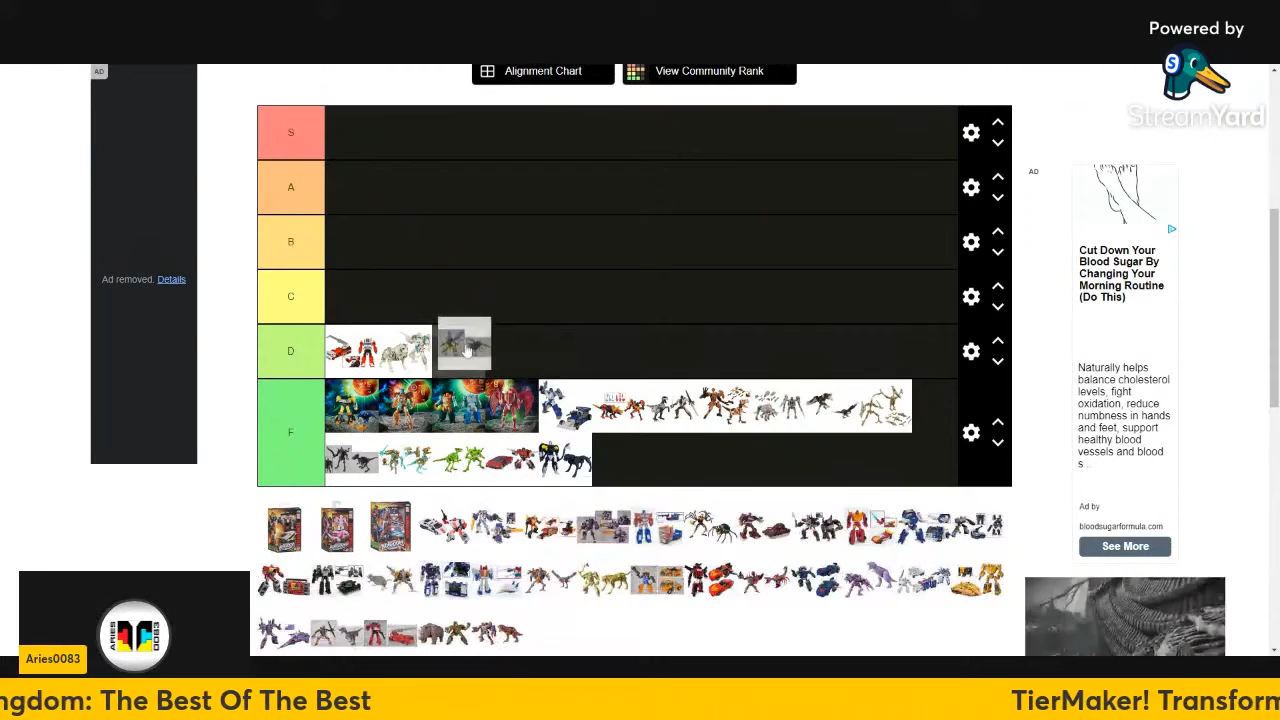 Powered by
StreamYard
AD
Alignment Chart
View Community Rank
S
A
B
C
D
F
Ad removed. Details
AD
Cut Down Your
Blood Sugar By
Changing Your
Morning Routine
(Do This)
Naturally helps
balance cholesterol
levels, fight
oxidation, reduce
numbness in hands
and feet, support
healthy blood
vessels and blood
s...
Ad by
bloodsugarformula.com
See More
ARIES
0083
Aries0083
ngdom: The Best Of The Best
TierMaker! Transform